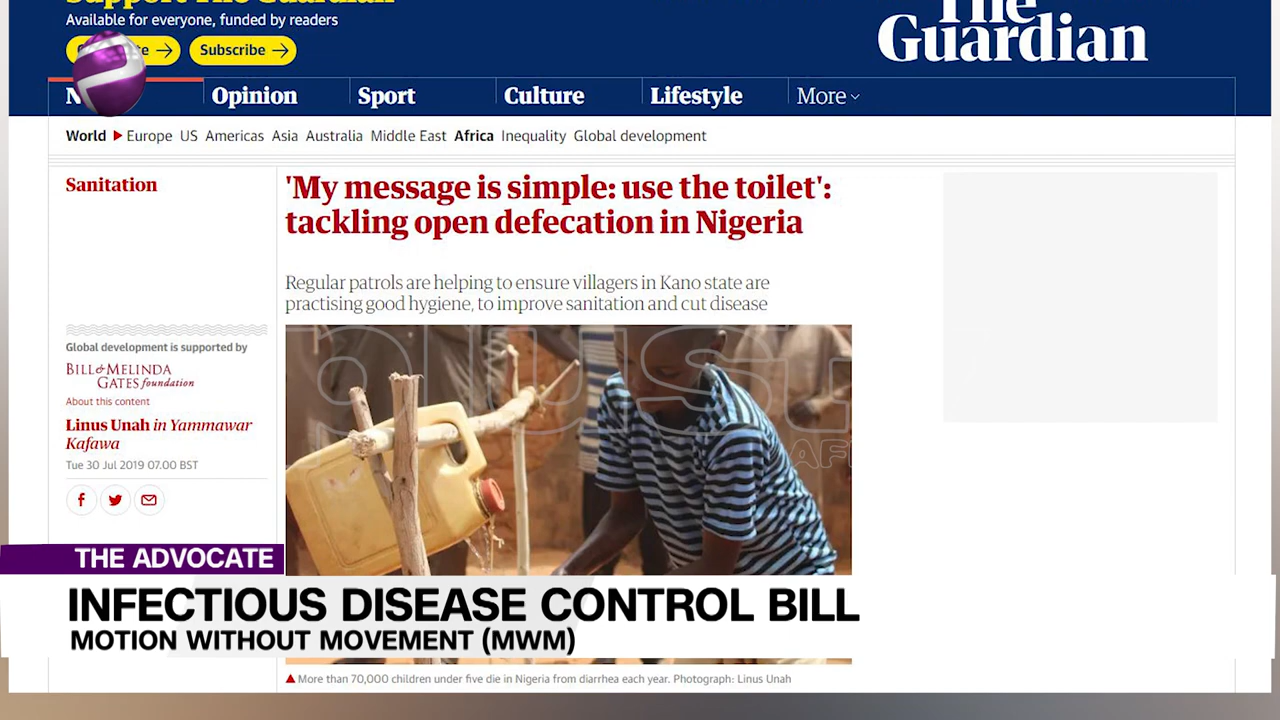 Support The Guardian
Available for everyone, funded by readers
Subscribe →
The
Guardian
Opinion
Sport
Culture
Lifestyle
More
World
Europe
US
Americas
Asia
Australia
Middle East
Africa
Inequality
Global development
Sanitation
'My message is simple: use the toilet':
tackling open defecation in Nigeria
Regular patrols are helping to ensure villagers in Kano state are
practising good hygiene, to improve sanitation and cut disease
Global development is supported by
BILL & MELINDA
GATES foundation
About this content
Linus Unah in Yammawar
Kafawa
Tue 30 Jul 2019 07.00 BST
plust
AFR
THE ADVOCATE
INFECTIOUS DISEASE CONTROL BILL
MOTION WITHOUT MOVEMENT (MWM)
More than 70,000 children under five die in Nigeria from diarrhea each year. Photograph: Linus Unah